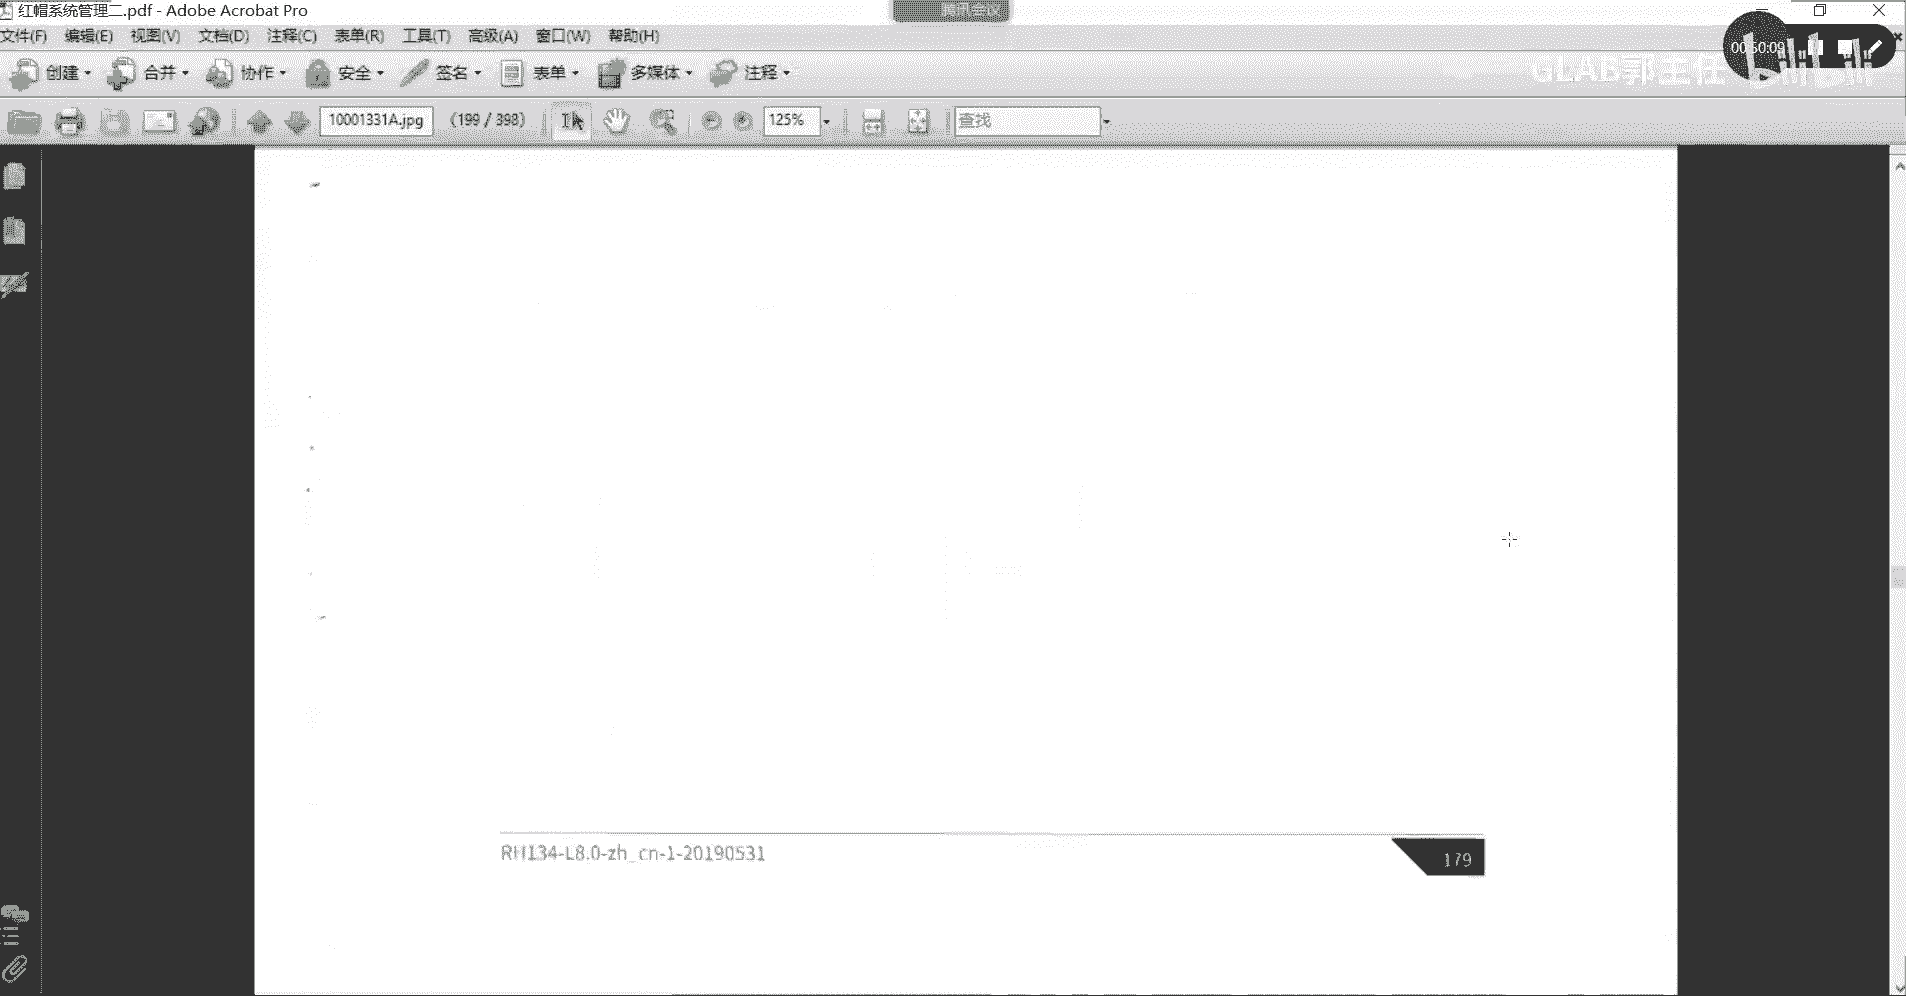 红帽系统管理二.pdf - Adobe Acrobat Pro
腾讯会议
文件(F) 编辑(E) 视图(V) 文档(D) 注释(C) 表单(R) 工具(T) 高级(A) 窗口(W) 帮助(H)
00:50:09
创建 合并 协作 安全 签名 表单 多媒体 注释
GLAB郭主任 bilibili
10001331A.jpg (199 / 398) 125% 查找
RH134-L8.0-zh_cn-1-20190531
179